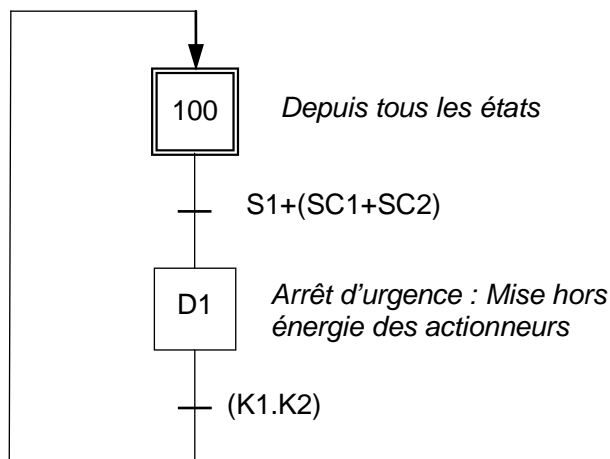 100
Depuis tous les états
S1+(SC1+SC2)
D1
Arrêt d'urgence : Mise hors
énergie des actionneurs
(K1.K2)